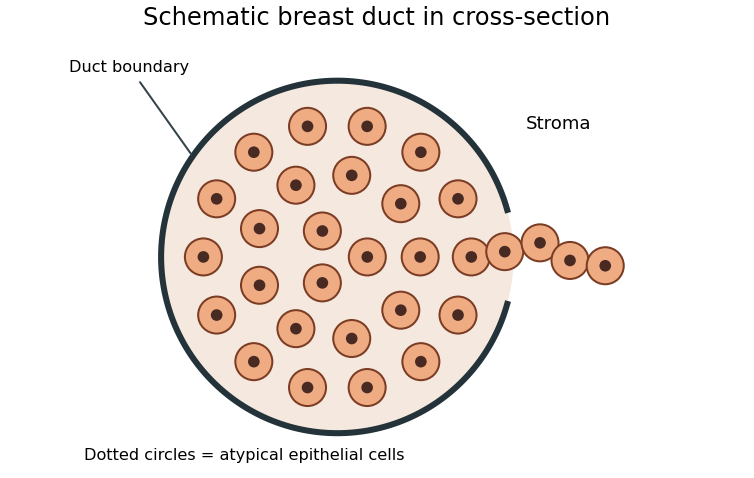 Schematic breast duct in cross-section
Duct boundary
Stroma
Dotted circles = atypical epithelial cells